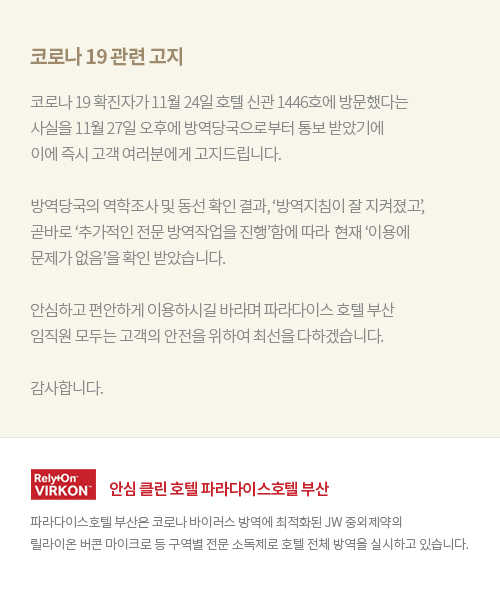 코로나 19 관련 고지
코로나 19 확진자가 11월 24일 호텔 신관 1446호에 방문했다는
사실을 11월 27일 오후에 방역당국으로부터 통보 받았기에
이에 즉시 고객 여러분에게 고지드립니다.
방역당국의 역학조사 및 동선 확인 결과, ‘방역지침이 잘 지켜졌고’,
곧바로 ‘추가적인 전문 방역작업을 진행’함에 따라 현재 ‘이용에
문제가 없음’을 확인 받았습니다.
안심하고 편안하게 이용하시길 바라며 파라다이스 호텔 부산
임직원 모두는 고객의 안전을 위하여 최선을 다하겠습니다.
감사합니다.
Rely+On™
VIRKON™
안심 클린 호텔 파라다이스호텔 부산
파라다이스호텔 부산은 코로나 바이러스 방역에 최적화된 JW 중외제약의
릴라이온 버콘 마이크로 등 구역별 전문 소독제로 호텔 전체 방역을 실시하고 있습니다.